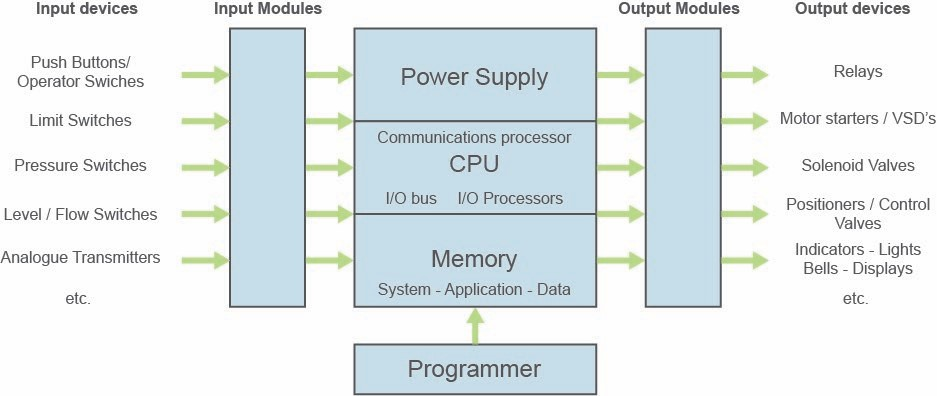 Input devices
Input Modules
Output Modules
Output devices
Push Buttons/
Operator Swiches
Limit Switches
Pressure Switches
Level / Flow Switches
Analogue Transmitters
etc.
Power Supply
Communications processor
CPU
I/O bus I/O Processors
Memory
System - Application - Data
Programmer
Relays
Motor starters / VSD's
Solenoid Valves
Positioners / Control
Valves
Indicators - Lights
Bells - Displays
etc.